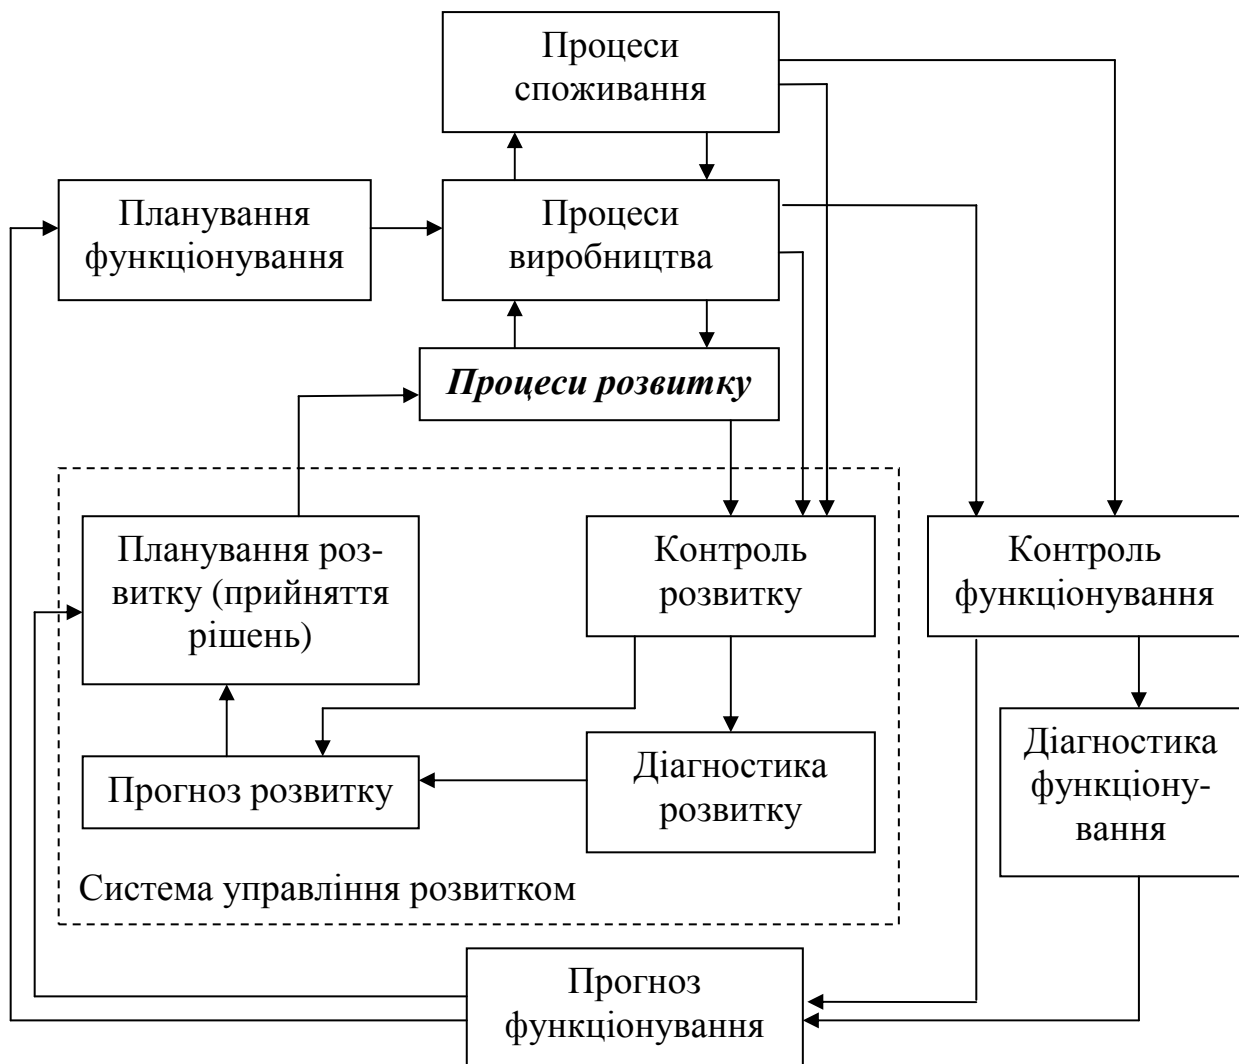 Процеси
споживання
Планування
функціонування
Процеси
виробництва
Процеси розвитку
Планування роз-
витку (прийняття
рішень)
Контроль
розвитку
Контроль
функціонування
Прогноз розвитку
Діагностика
розвитку
Діагностика
функціону-
вання
Система управління розвитком
Прогноз
функціонування